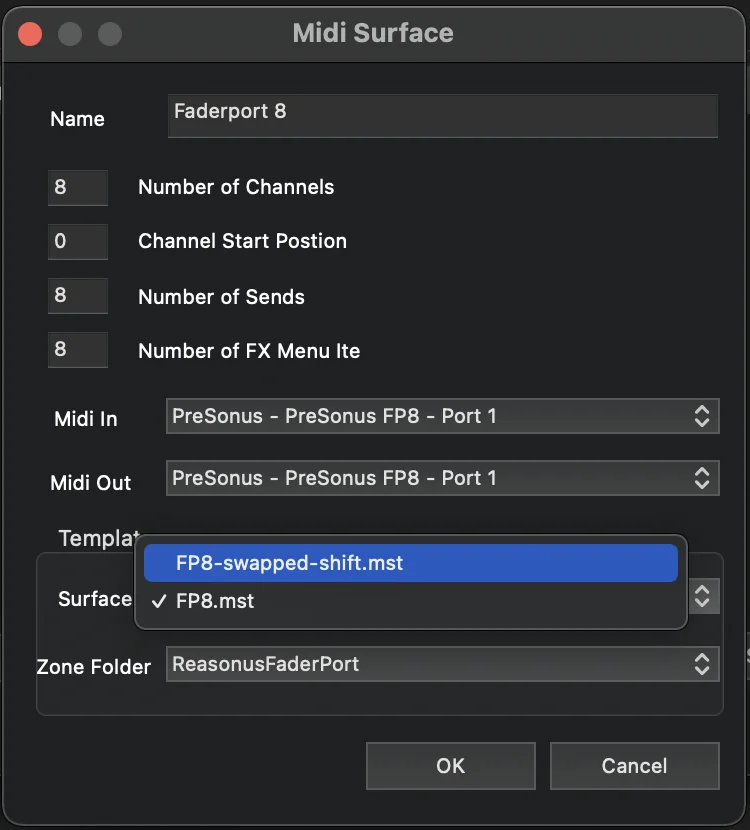 Midi Surface
Name
Faderport 8
8 Number of Channels
0 Channel Start Postion
8 Number of Sends
8 Number of FX Menu Ite
Midi In PreSonus - PreSonus FP8 - Port 1
Midi Out PreSonus - PreSonus FP8 - Port 1
Templat
FP8-swapped-shift.mst
Surface ✓ FP8.mst
Zone Folder ReasonusFaderPort
OK Cancel